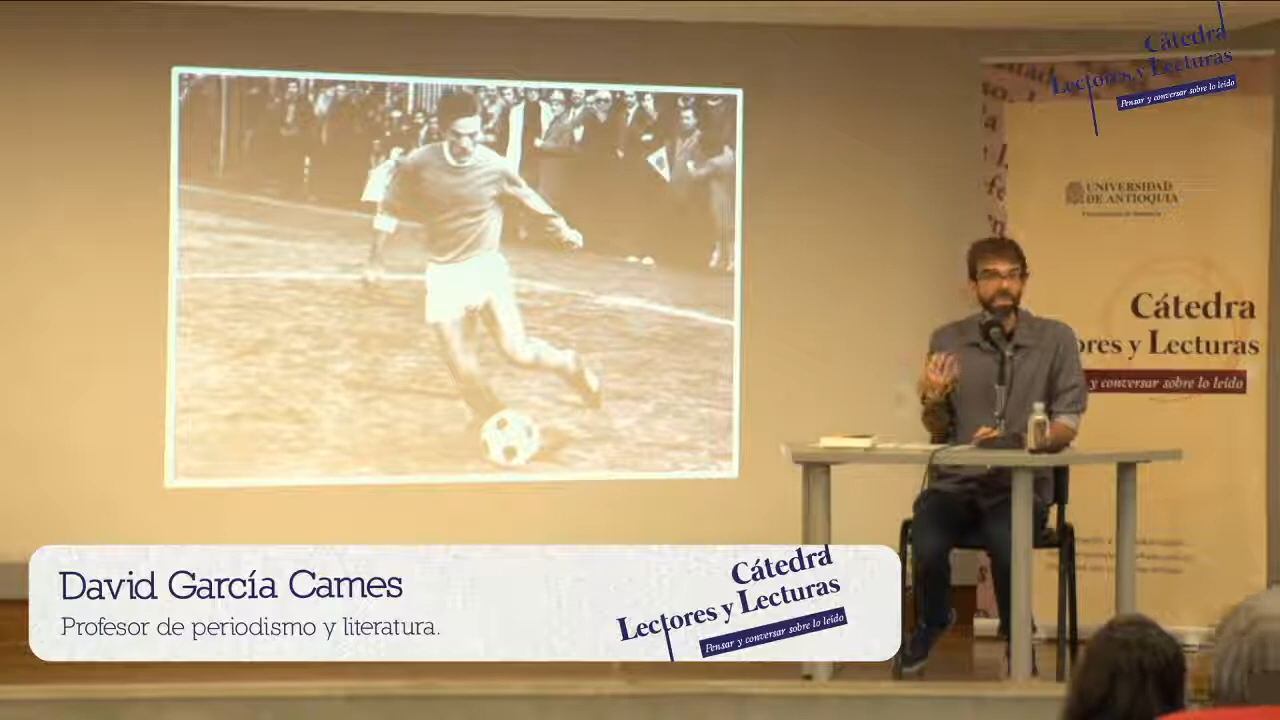 Cátedra
Lectores y Lecturas
Pensar y conversar sobre lo leído
UNIVERSIDAD
DE ANTIOQUIA
Cátedra
ores y Lecturas
y conversar sobre lo leído
David García Cames
Profesor de periodismo y literatura.
Cátedra
Lectores y Lecturas
Pensar y conversar sobre lo leído